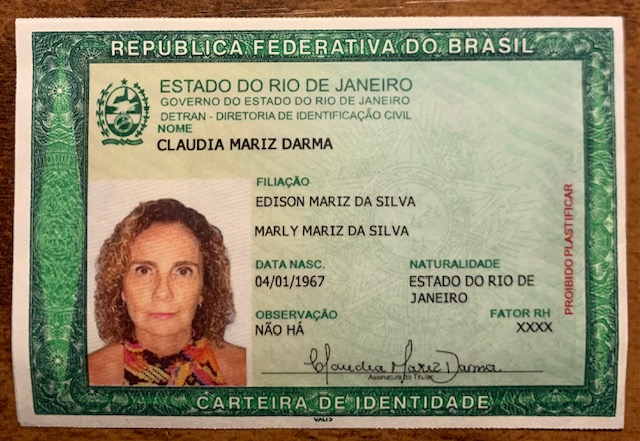 REPÚBLICA FEDERATIVA DO BRASIL
ESTADO DO RIO DE JANEIRO
GOVERNO DO ESTADO DO RIO DE JANEIRO
DETRAN - DIRETORIA DE IDENTIFICAÇÃO CIVIL
NOME
CLAUDIA MARIZ DARMA
FILIAÇÃO
EDISON MARIZ DA SILVA
MARLY MARIZ DA SILVA
DATA NASC. NATURALIDADE
04/01/1967 ESTADO DO RIO DE
JANEIRO
OBSERVAÇÃO FATOR RH
NÃO HÁ XXXX
Claudia Mariz Darma
Assinatura do Titular
PROIBIDO PLASTIFICAR
CARTEIRA DE IDENTIDADE